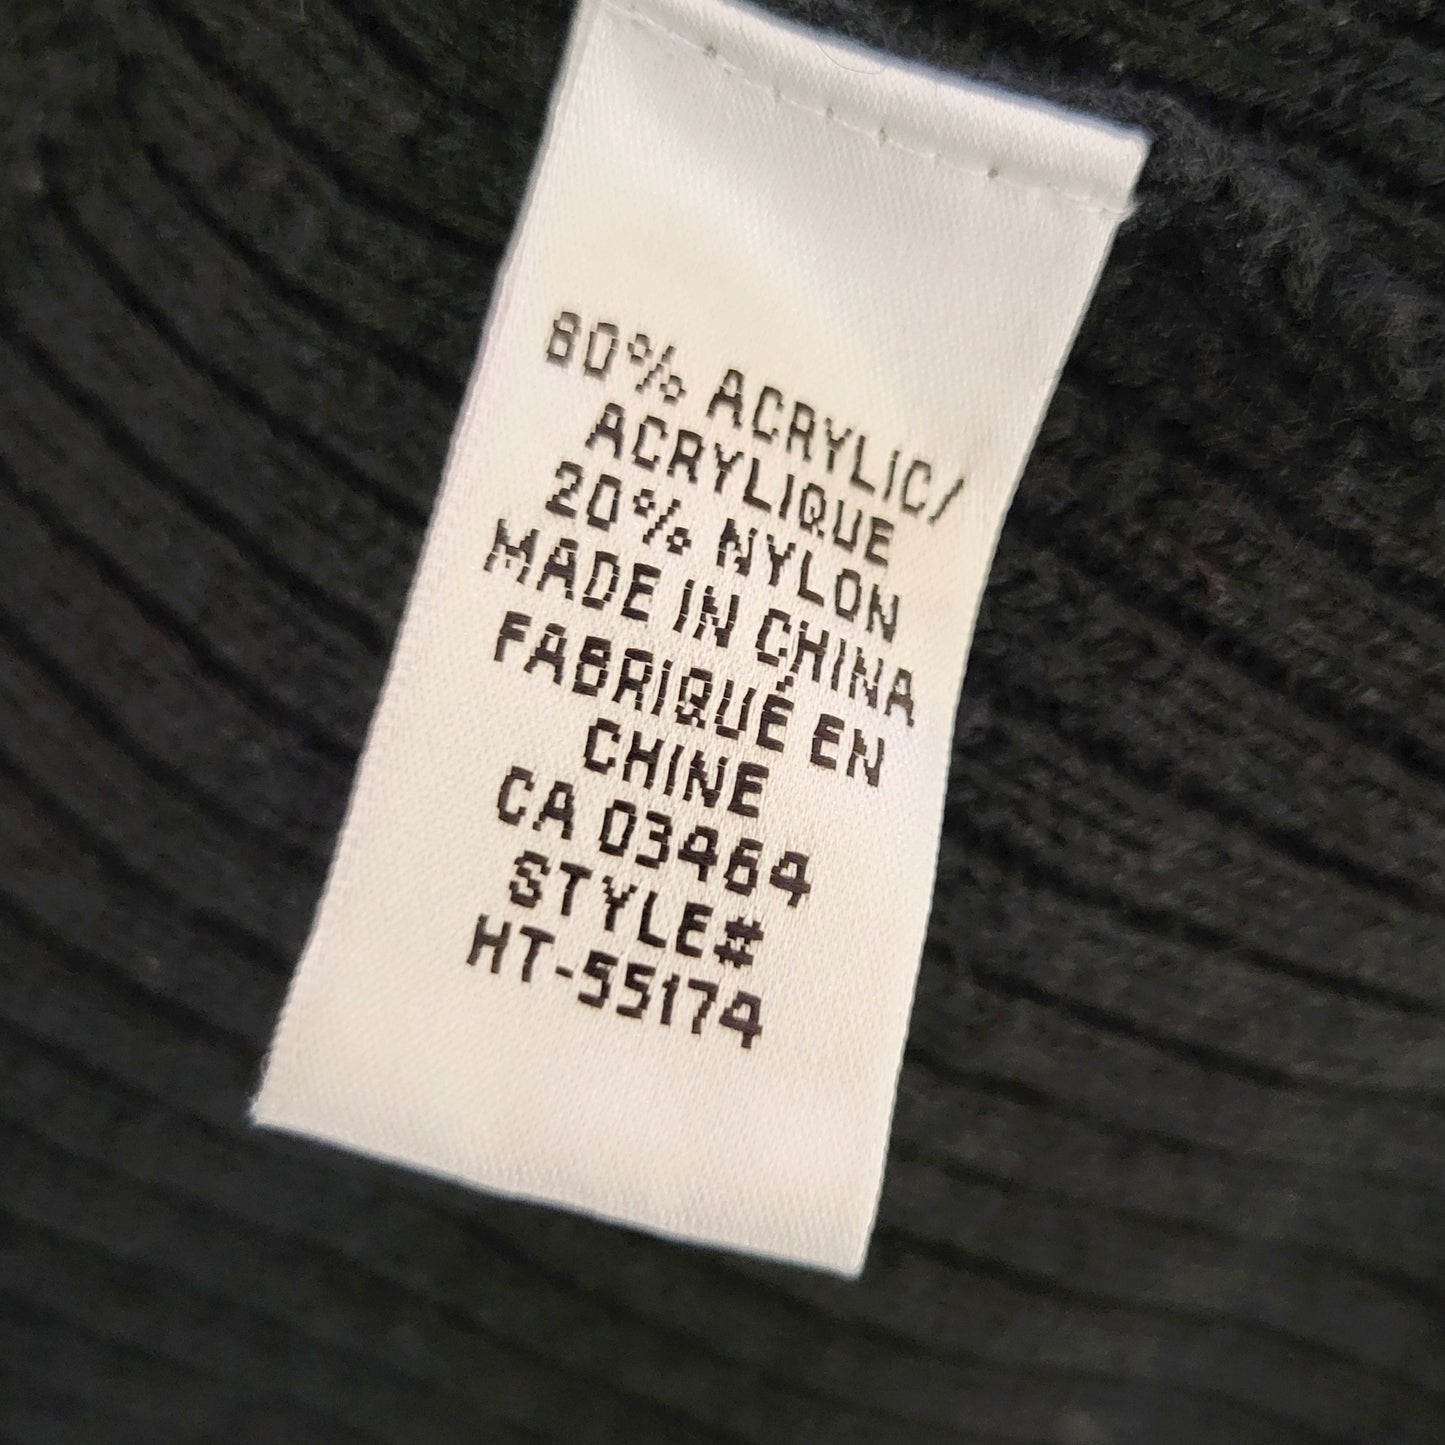 80% ACRYLIC/
ACRYLIQUE
20% NYLON
MADE IN CHINA
FABRIQUÉ EN
CHINE
CA 03464
STYLE#
HT-55174